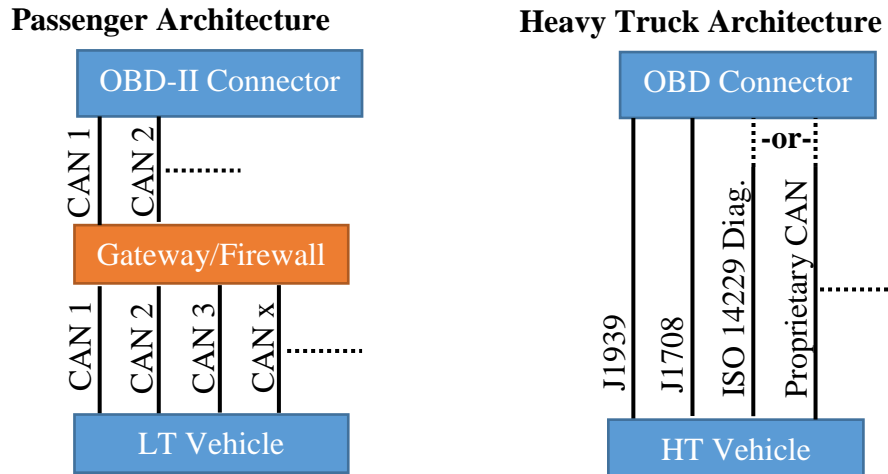 Passenger Architecture
OBD-II Connector
CAN 1
CAN 2
Gateway/Firewall
CAN 1
CAN 2
CAN 3
CAN x
LT Vehicle
Heavy Truck Architecture
OBD Connector
-or-
J1939
J1708
ISO 14229 Diag.
Proprietary CAN
HT Vehicle